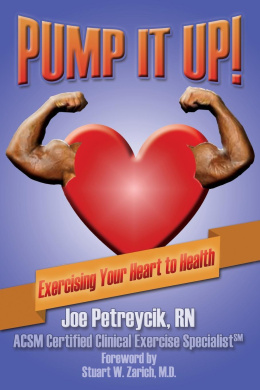 PUMP IT UP!
Exercising Your Heart to Health
Joe Petreycik, RN
ACSM Certified Clinical Exercise Specialist℠
Foreword by
Stuart W. Zarich, M.D.